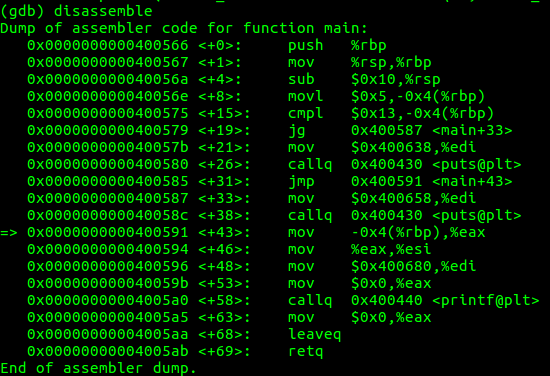 (gdb) disassemble
Dump of assembler code for function main:
   0x0000000000400566 <+0>:	push   %rbp
   0x0000000000400567 <+1>:	mov    %rsp,%rbp
   0x000000000040056a <+4>:	sub    $0x10,%rsp
   0x000000000040056e <+8>:	movl   $0x5,-0x4(%rbp)
   0x0000000000400575 <+15>:	cmpl   $0x13,-0x4(%rbp)
   0x0000000000400579 <+19>:	jg     0x400587 <main+33>
   0x000000000040057b <+21>:	mov    $0x400638,%edi
   0x0000000000400580 <+26>:	callq  0x400430 <puts@plt>
   0x0000000000400585 <+31>:	jmp    0x400591 <main+43>
   0x0000000000400587 <+33>:	mov    $0x400658,%edi
   0x000000000040058c <+38>:	callq  0x400430 <puts@plt>
=> 0x0000000000400591 <+43>:	mov    -0x4(%rbp),%eax
   0x0000000000400594 <+46>:	mov    %eax,%esi
   0x0000000000400596 <+48>:	mov    $0x400680,%edi
   0x000000000040059b <+53>:	mov    $0x0,%eax
   0x00000000004005a0 <+58>:	callq  0x400440 <printf@plt>
   0x00000000004005a5 <+63>:	mov    $0x0,%eax
   0x00000000004005aa <+68>:	leaveq
   0x00000000004005ab <+69>:	retq
End of assembler dump.